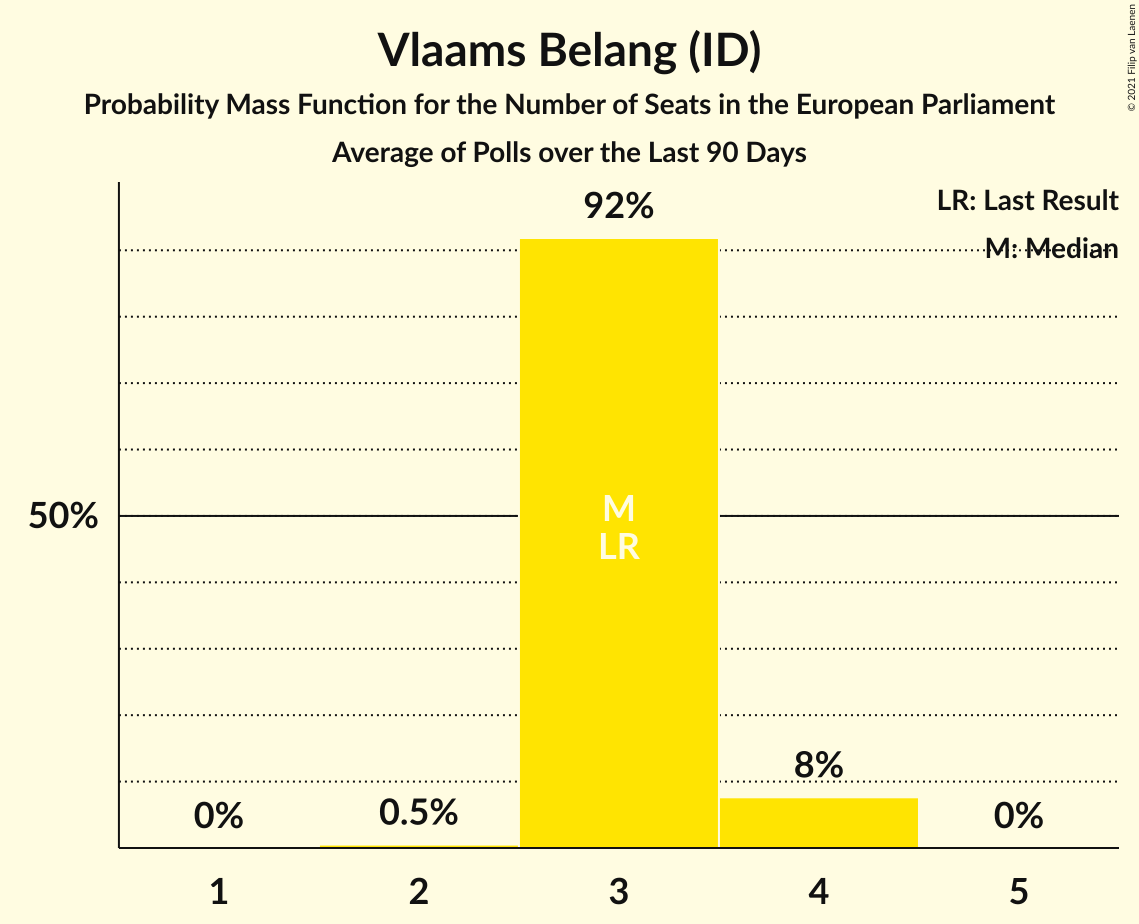 Vlaams Belang (ID)
Probability Mass Function for the Number of Seats in the European Parliament
Average of Polls over the Last 90 Days
© 2021 Filip van Laenen
LR: Last Result
M: Median
92%
50%
M
LR
8%
0%
0.5%
0%
1
2
3
4
5